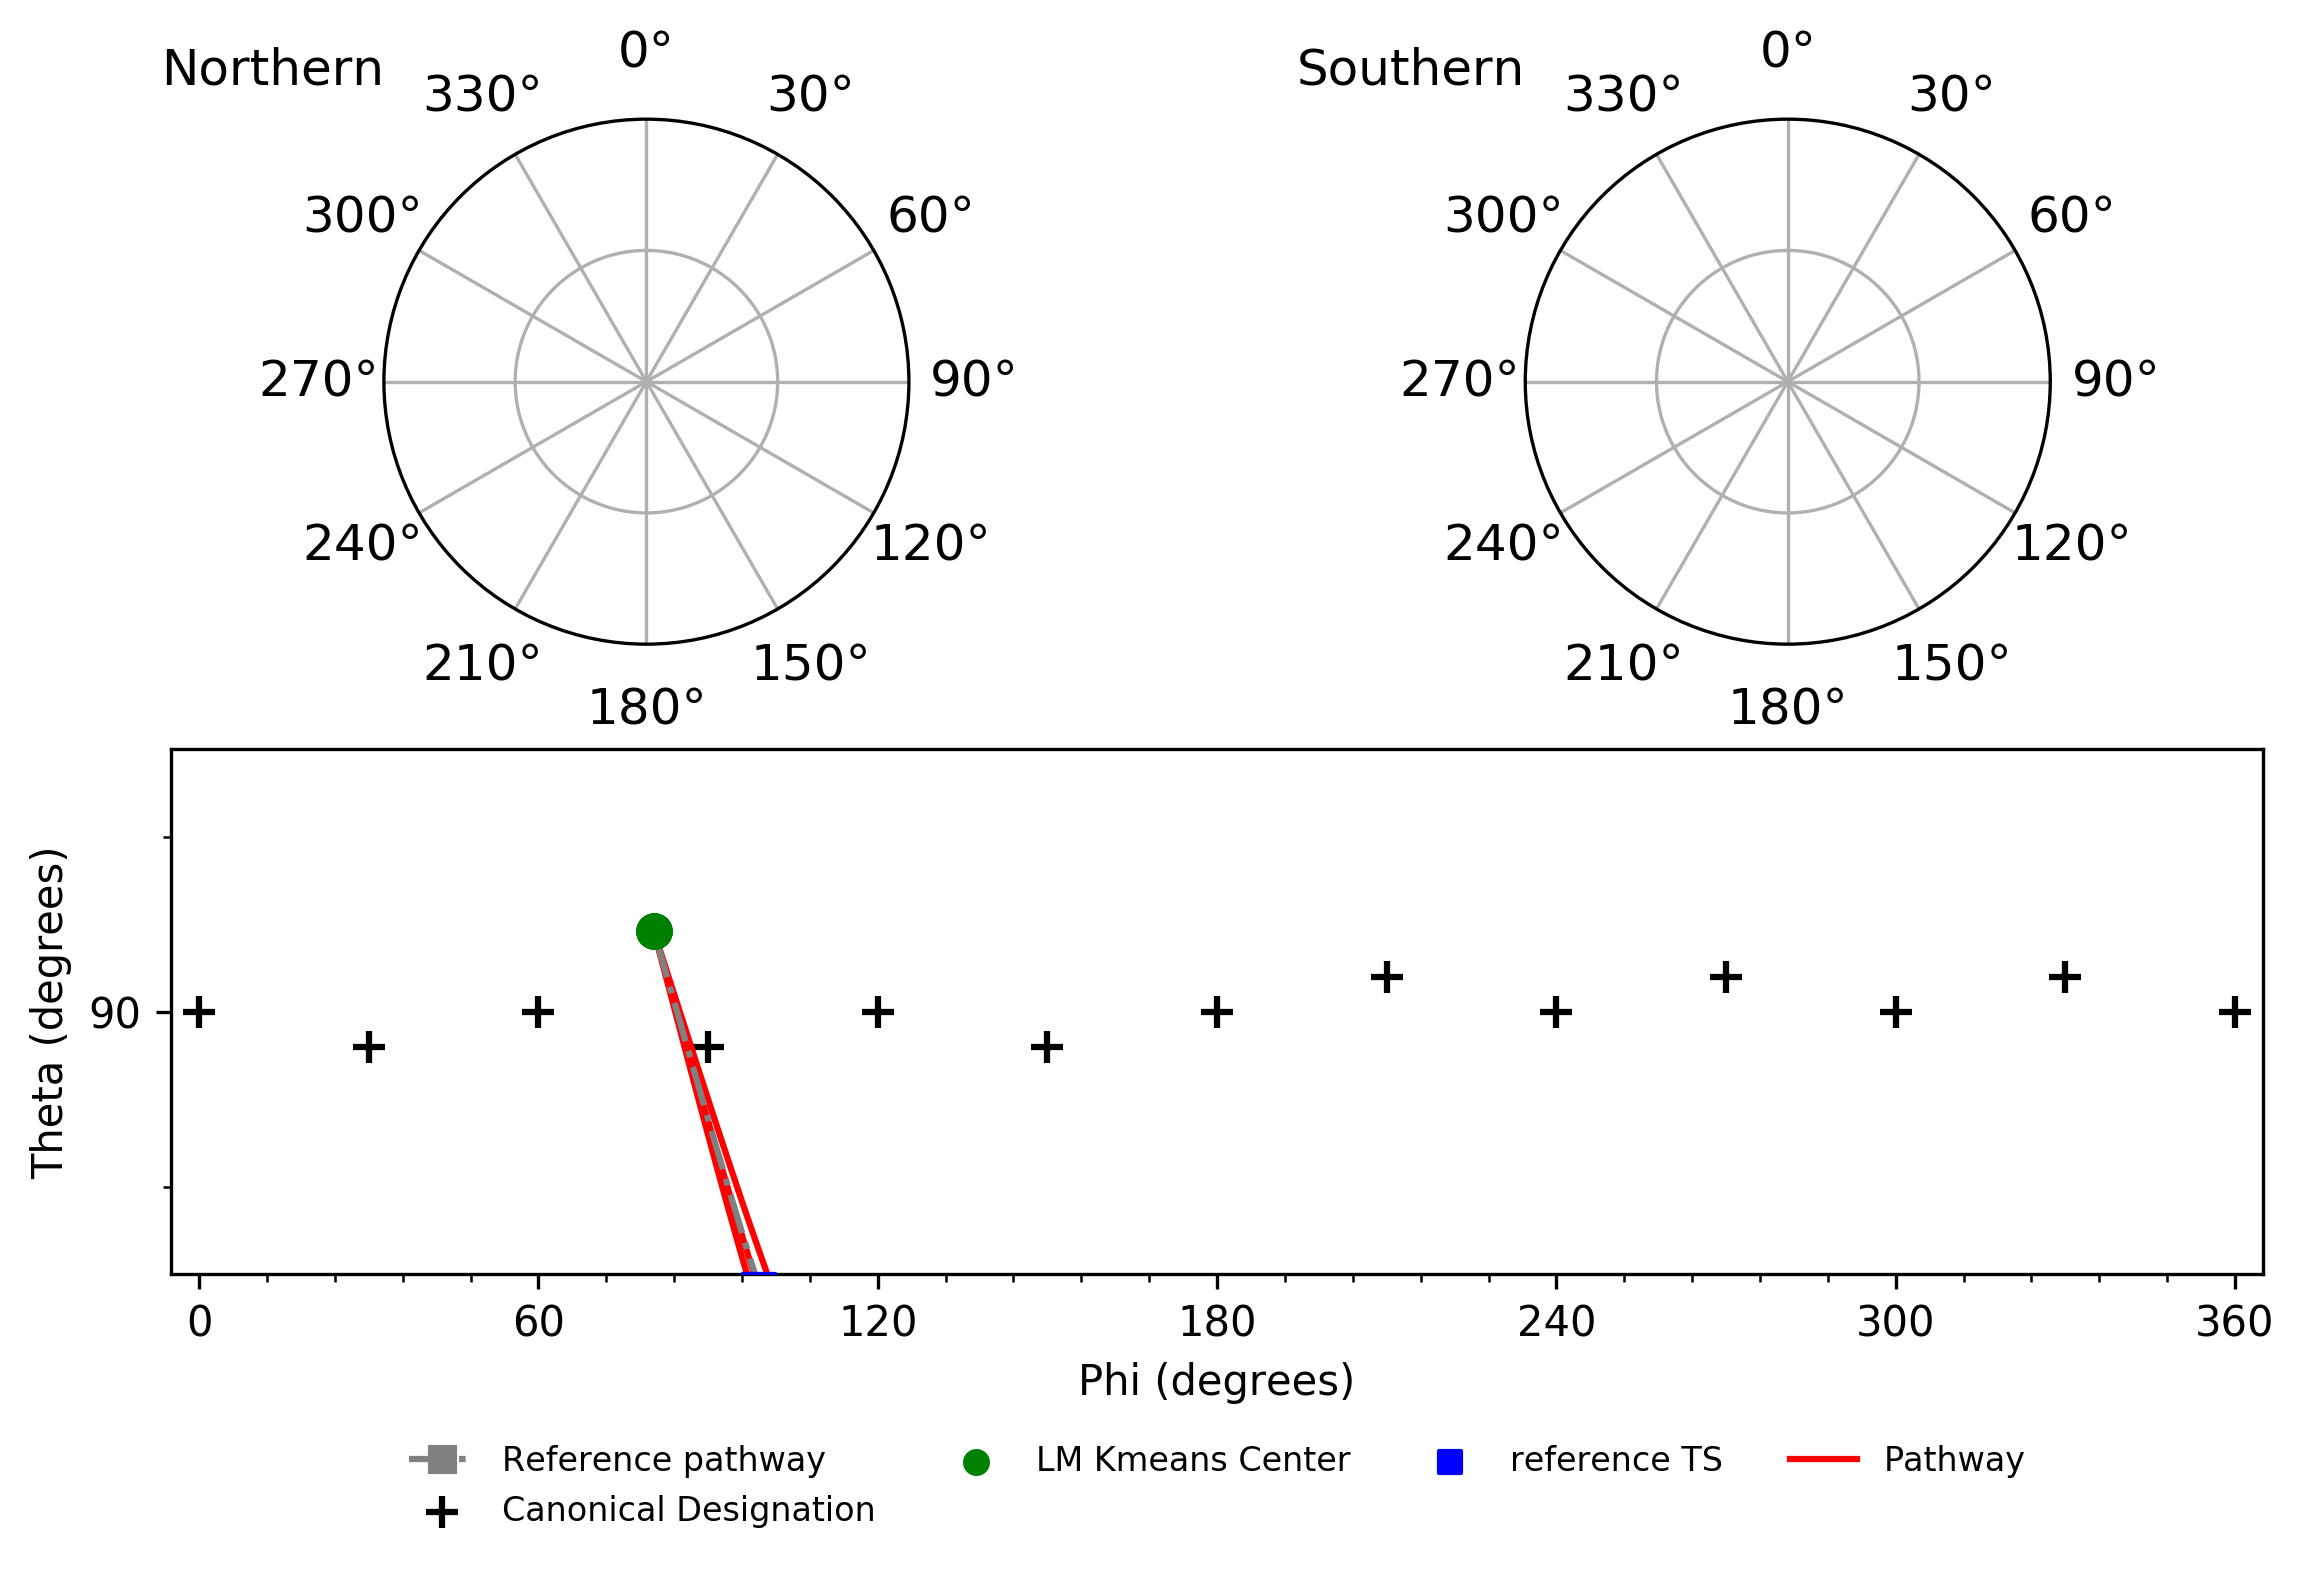 Northern
0°
330°
30°
300°
60°
270°
90°
240°
120°
210°
150°
180°
Southern
0°
330°
30°
300°
60°
270°
90°
240°
120°
210°
150°
180°
Theta (degrees)
90
0 60 120 180 240 300 360
Phi (degrees)
Reference pathway
Canonical Designation
LM Kmeans Center
reference TS
Pathway